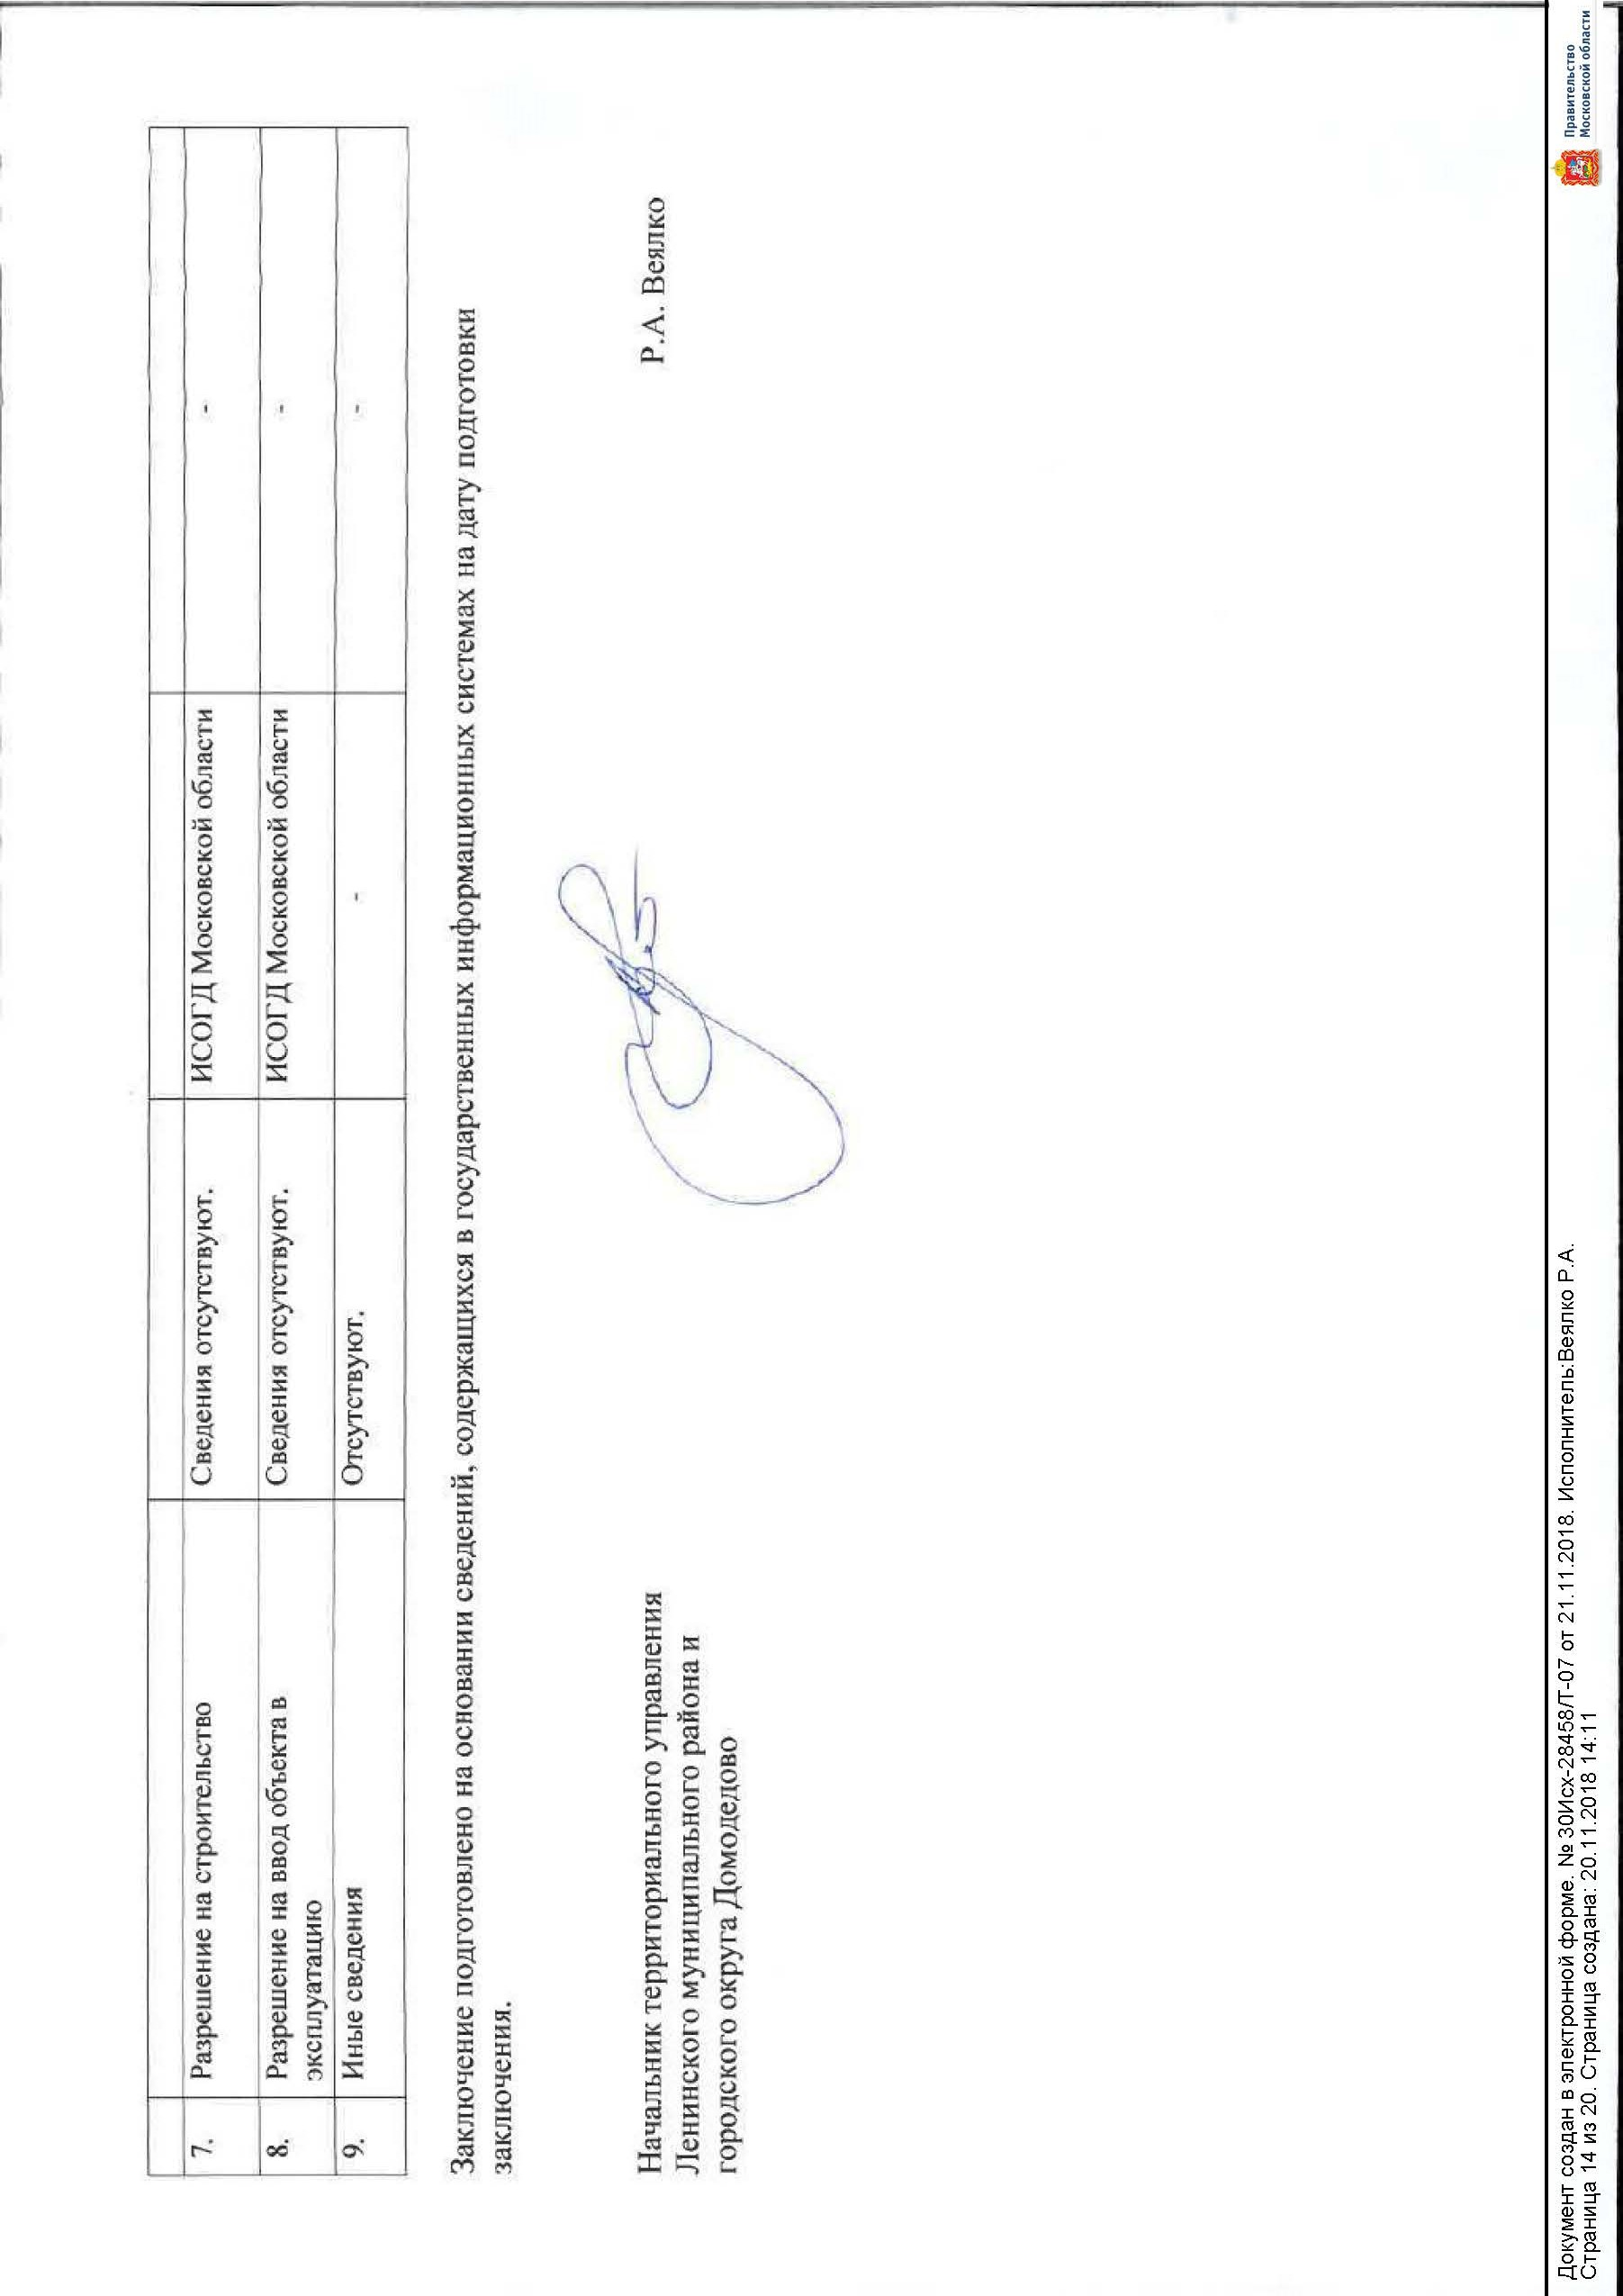 7. Разрешение на строительство Сведения отсутствуют. ИСОГД Московской области -
8. Разрешение на ввод объекта в Сведения отсутствуют. ИСОГД Московской области -
эксплуатацию
9. Иные сведения Отсутствуют. - -
Заключение подготовлено на основании сведений, содержащихся в государственных информационных системах на дату подготовки
заключения.
Начальник территориального управления Р.А. Веялко
Ленинского муниципального района и
городского округа Домодедово
Документ создан в электронной форме. № 30Исх-28458/Т-07 от 21.11.2018. Исполнитель:Веялко Р.А.
Страница 14 из 20. Страница создана: 20.11.2018 14:11
Правительство
Московской области